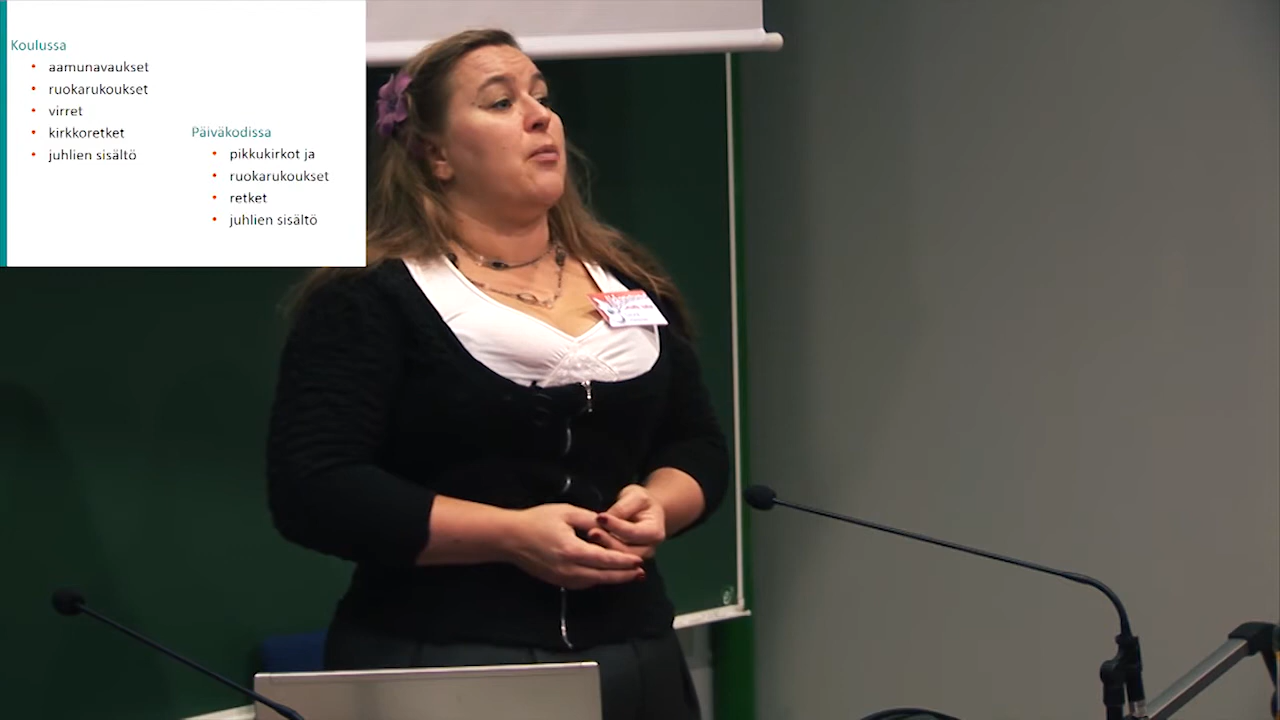 Koulussa
aamunavaukset
ruokarukoukset
virret
kirkkoretket
juhlien sisältö
Päiväkodissa
pikkukirkot ja
ruokarukoukset
retket
juhlien sisältö